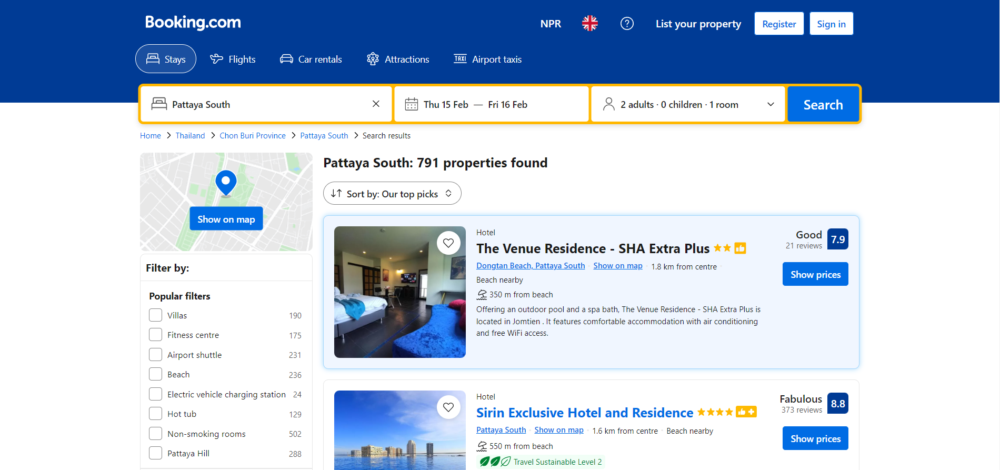 Booking.com
NPR
List your property
Register
Sign in
Stays
Flights
Car rentals
Attractions
TAXI Airport taxis
Pattaya South
Thu 15 Feb — Fri 16 Feb
2 adults · 0 children · 1 room
Search
Home > Thailand > Chon Buri Province > Pattaya South > Search results
Show on map
Filter by:
Popular filters
Villas 190
Fitness centre 175
Airport shuttle 231
Beach 236
Electric vehicle charging station 24
Hot tub 129
Non-smoking rooms 502
Pattaya Hill 288
Pattaya South: 791 properties found
Sort by: Our top picks
Hotel
The Venue Residence - SHA Extra Plus
Dongtan Beach, Pattaya South · Show on map · 1.8 km from centre
Beach nearby
350 m from beach
Offering an outdoor pool and a spa bath, The Venue Residence - SHA Extra Plus is
located in Jomtien . It features comfortable accommodation with air conditioning
and free WiFi access.
Good
21 reviews
7.9
Show prices
Hotel
Sirin Exclusive Hotel and Residence
Pattaya South · Show on map · 1.6 km from centre · Beach nearby
550 m from beach
Travel Sustainable Level 2
Fabulous
373 reviews
8.8
Show prices